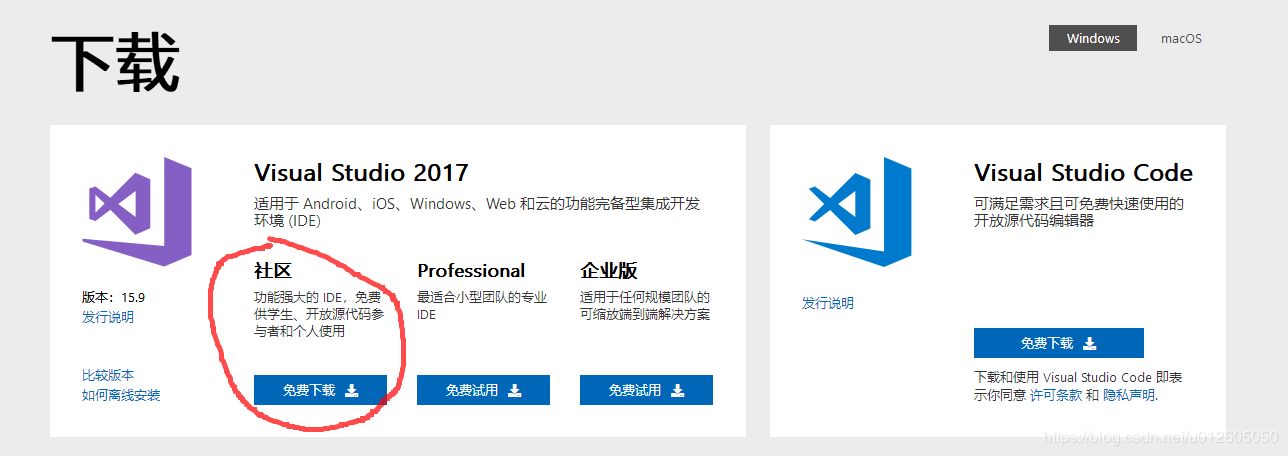 下载
Windows
macOS
Visual Studio 2017
适用于 Android、iOS、Windows、Web 和云的功能完备型集成开发
环境 (IDE)
版本：15.9
发行说明
比较版本
如何离线安装
社区
功能强大的 IDE，免费
供学生、开放源代码参
与者和个人使用
免费下载
Professional
最适合小型团队的专业
IDE
免费试用
企业版
适用于任何规模团队的
可缩放端到端解决方案
免费试用
Visual Studio Code
可满足需求且可免费快速使用的
开放源代码编辑器
发行说明
免费下载
下载和使用 Visual Studio Code 即表
示你同意 许可条款 和 隐私声明.
https://blog.csdn.net/u012605050